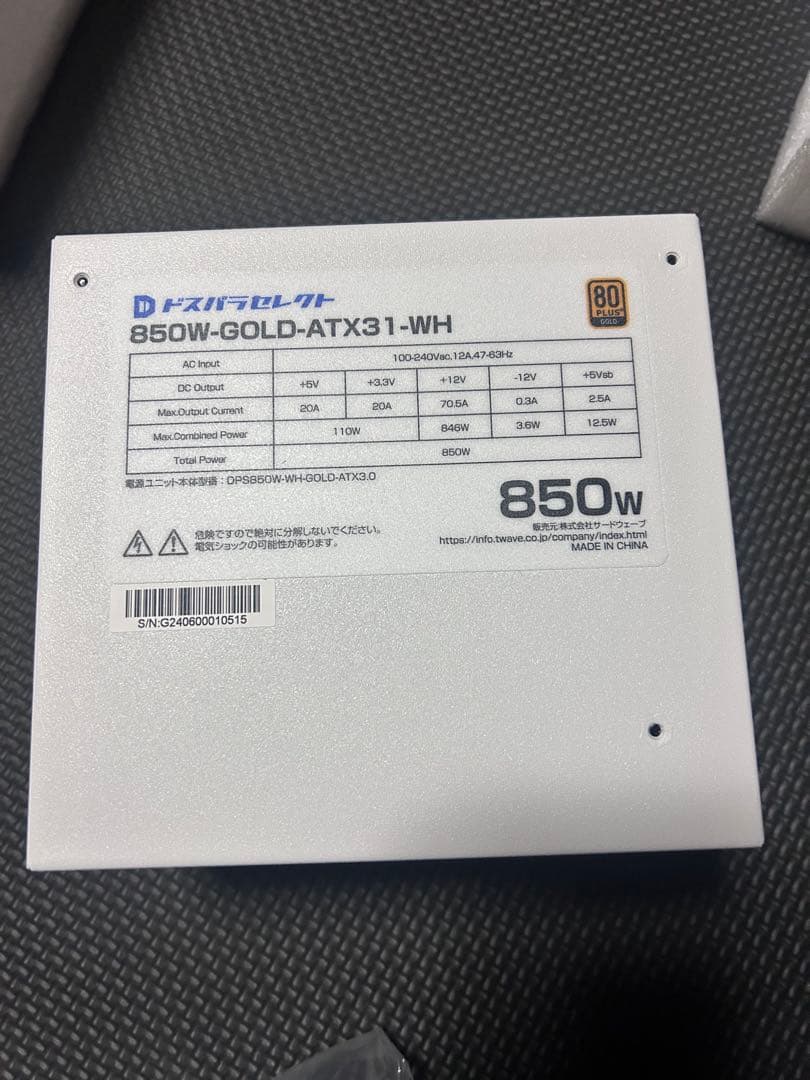 D ドスパラセレクト
850W-GOLD-ATX31-WH
80
PLUS
GOLD
AC Input 100-240Vac,12A,47-63Hz
DC Output +5V +3.3V +12V -12V +5Vsb
Max.Output Current 20A 20A 70.5A 0.3A 2.5A
Max.Combined Power 110W 846W 3.6W 12.5W
Total Power 850W
電源ユニット本体型番：DPS850W-WH-GOLD-ATX3.0
850W
販売元:株式会社サードウェーブ
https://info.twave.co.jp/company/index.html
MADE IN CHINA
危険ですので絶対に分解しないでください。
電気ショックの可能性があります。
S/N:G240600010515